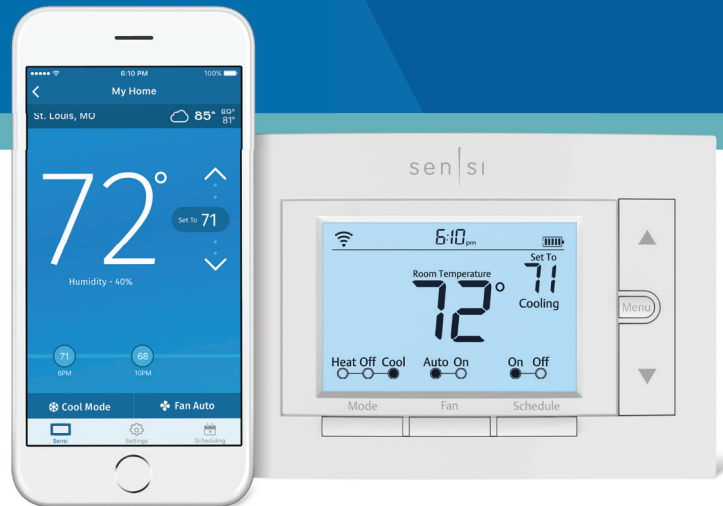 6:10 PM
100%
My Home
St. Louis, MO
85° 89°
81°
72°
Set To 71
Humidity - 40%
71
6PM
68
10PM
Cool Mode
Fan Auto
Sensi
Settings
Scheduling
sensi
6:10 pm
Room Temperature
72°
Set To
71
Cooling
Heat Off Cool
Auto On
On Off
Mode
Fan
Schedule
Menu